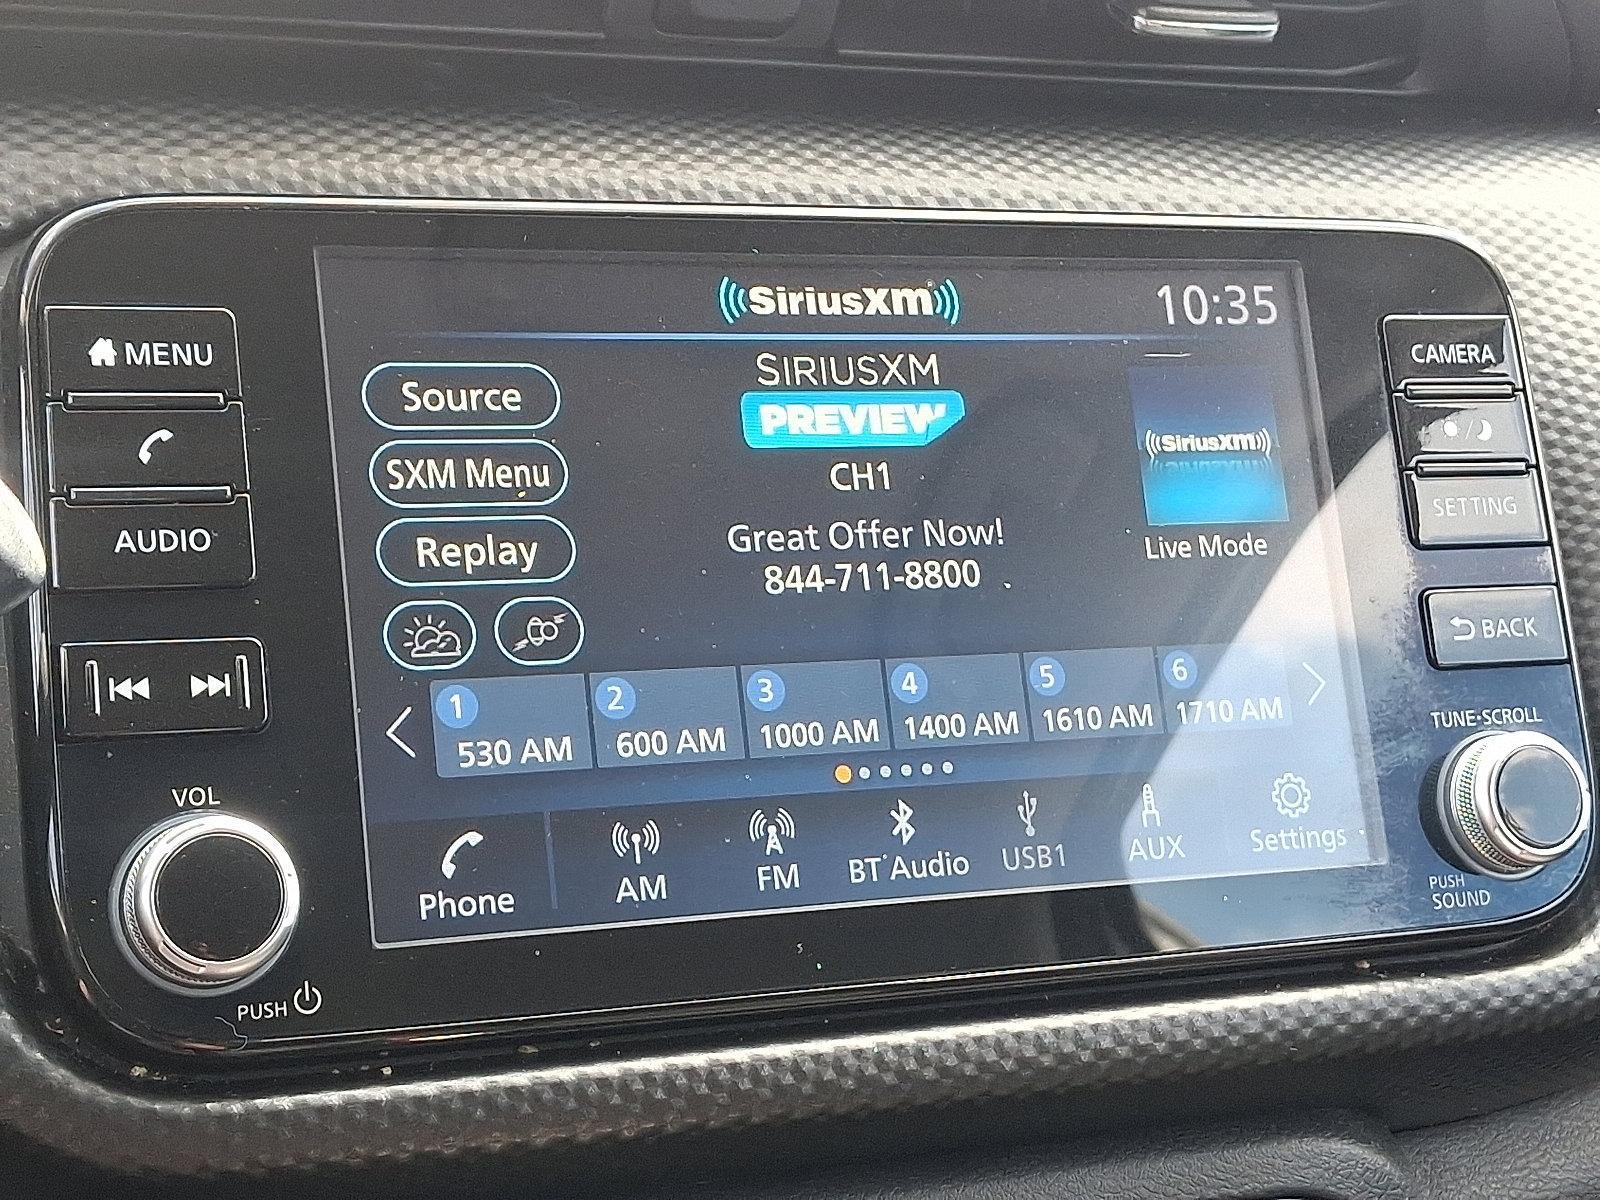 SiriusXM
10:35
MENU
AUDIO
VOL
PUSH
Source
SXM Menu
Replay
SIRIUSXM
PREVIEW
CH1
Great Offer Now!
844-711-8800
SiriusXM
Live Mode
1 530 AM
2 600 AM
3 1000 AM
4 1400 AM
5 1610 AM
6 1710 AM
Phone
AM
FM
BT Audio
USB1
AUX
Settings
CAMERA
SETTING
BACK
TUNE·SCROLL
PUSH
SOUND